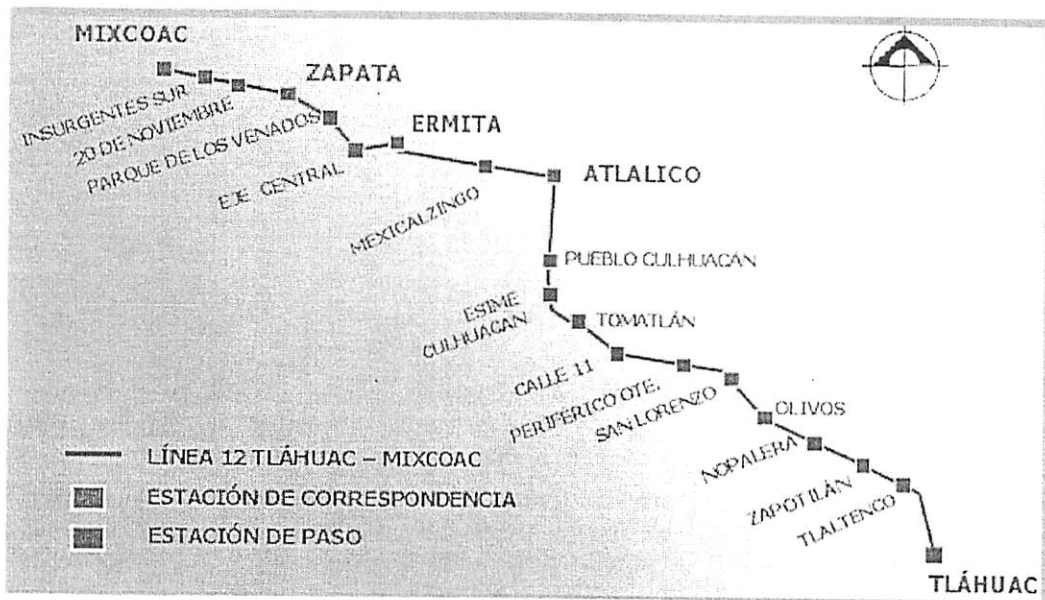 MIXCOAC
INSURGENTES SUR
20 DE NOVIEMBRE
ZAPATA
PARQUE DE LOS VENADOS
EJE CENTRAL
ERMITA
MEXICALZINGO
ATLALICO
PUEBLO CULHUACÁN
ESIME
CULHUACAN
TOMATLÁN
CALLE 11
PERIFÉRICO OTE.
SAN LORENZO
OLIVOS
NOPALERA
ZAPOTILÁN
TLALTENCO
TLÁHUAC
LÍNEA 12 TLÁHUAC – MIXCOAC
ESTACIÓN DE CORRESPONDENCIA
ESTACIÓN DE PASO